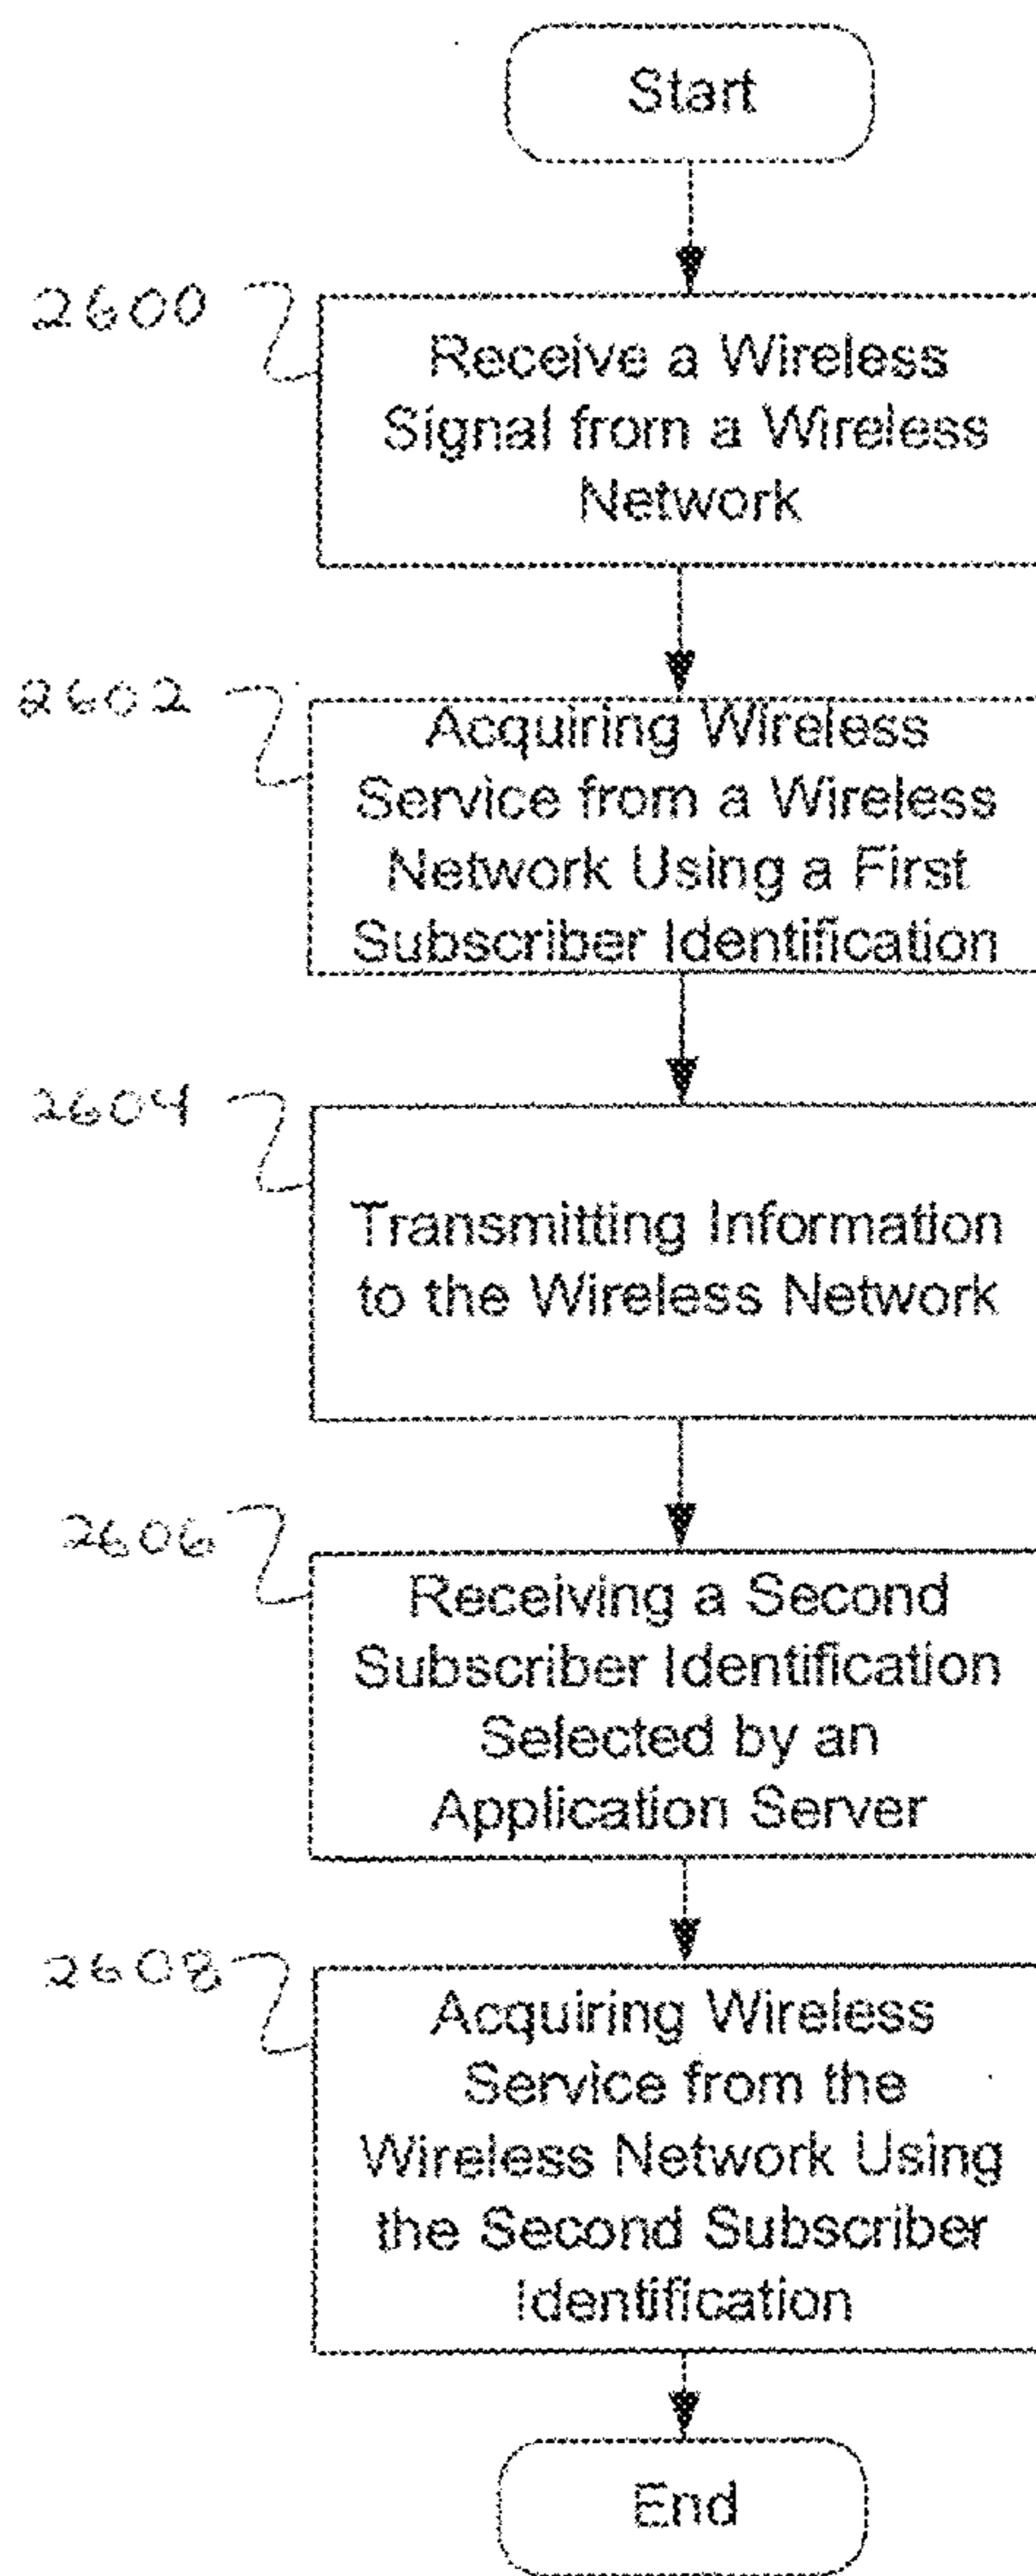 Start
2600
Receive a Wireless
Signal from a Wireless
Network
2602
Acquiring Wireless
Service from a Wireless
Network Using a First
Subscriber Identification
2604
Transmitting Information
to the Wireless Network
2606
Receiving a Second
Subscriber Identification
Selected by an
Application Server
2608
Acquiring Wireless
Service from the
Wireless Network Using
the Second Subscriber
Identification
End